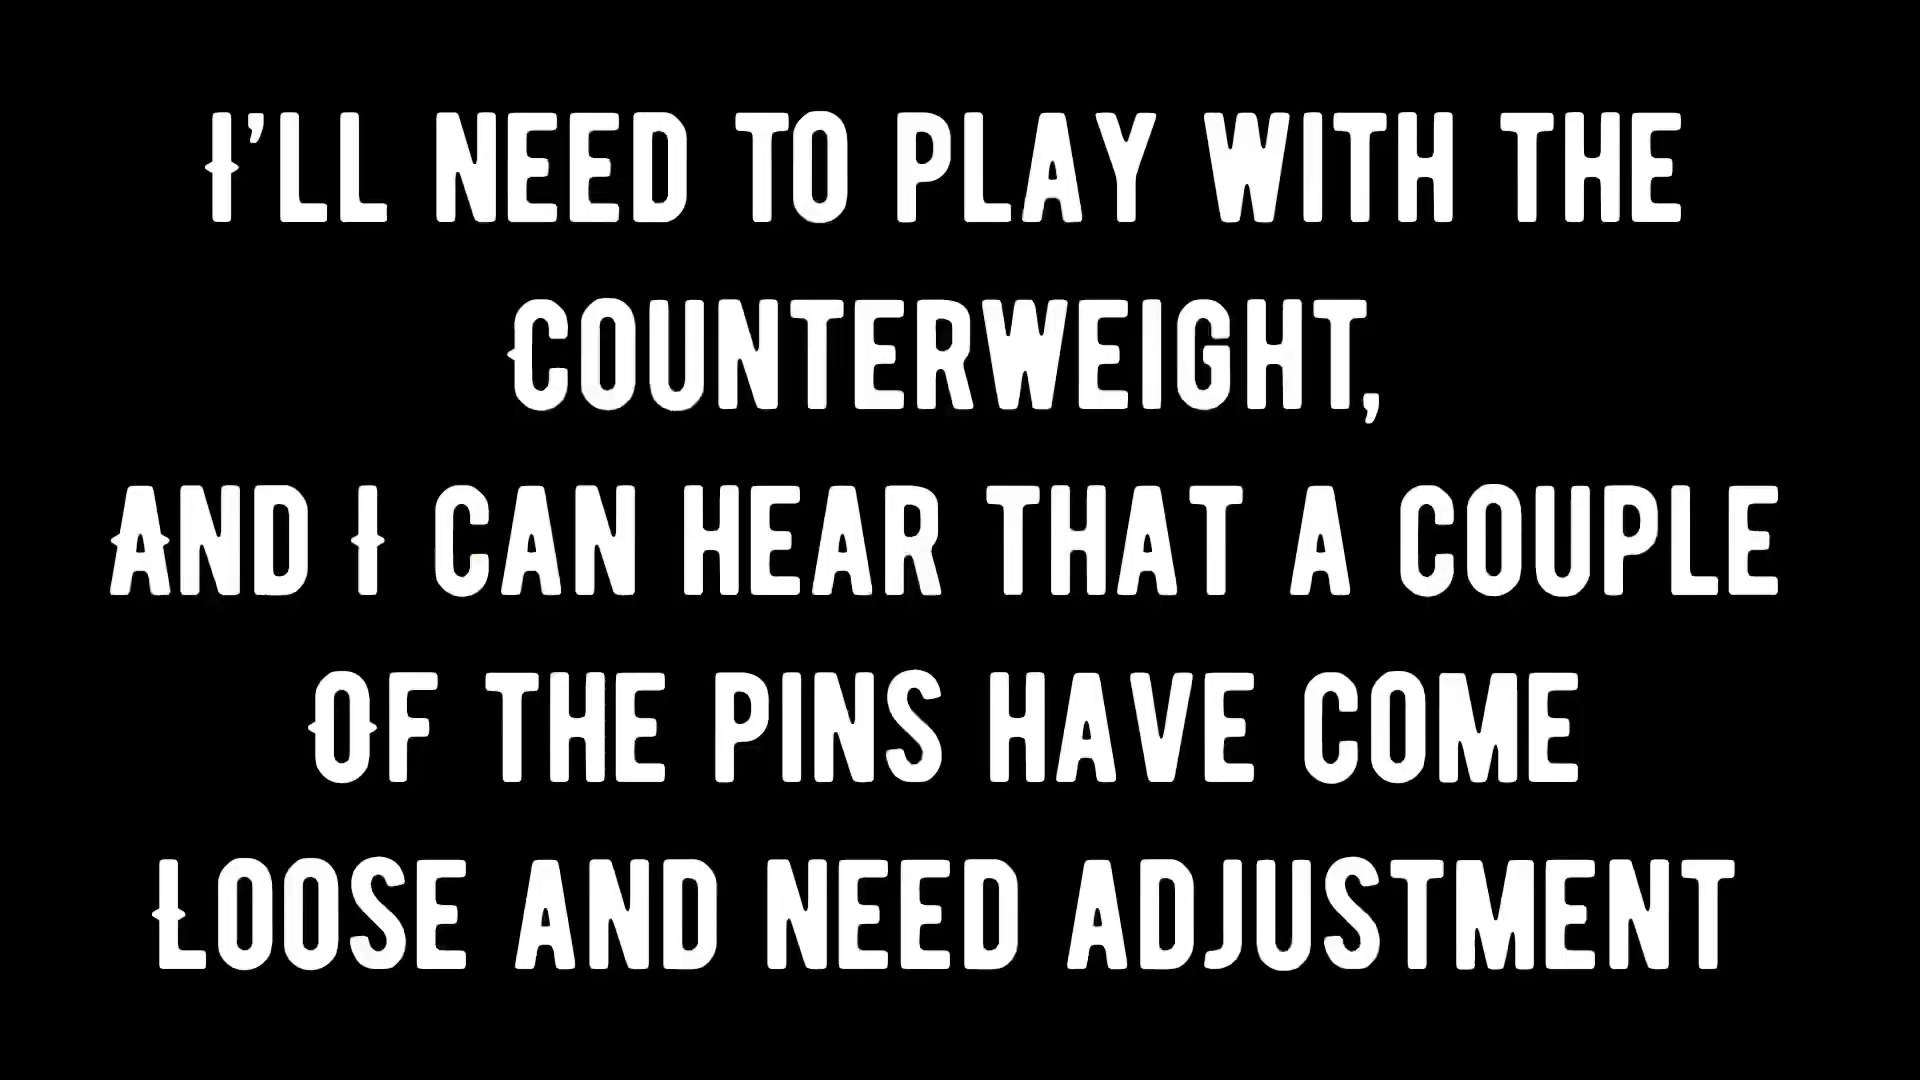 I'LL NEED TO PLAY WITH THE
COUNTERWEIGHT,
AND I CAN HEAR THAT A COUPLE
OF THE PINS HAVE COME
LOOSE AND NEED ADJUSTMENT